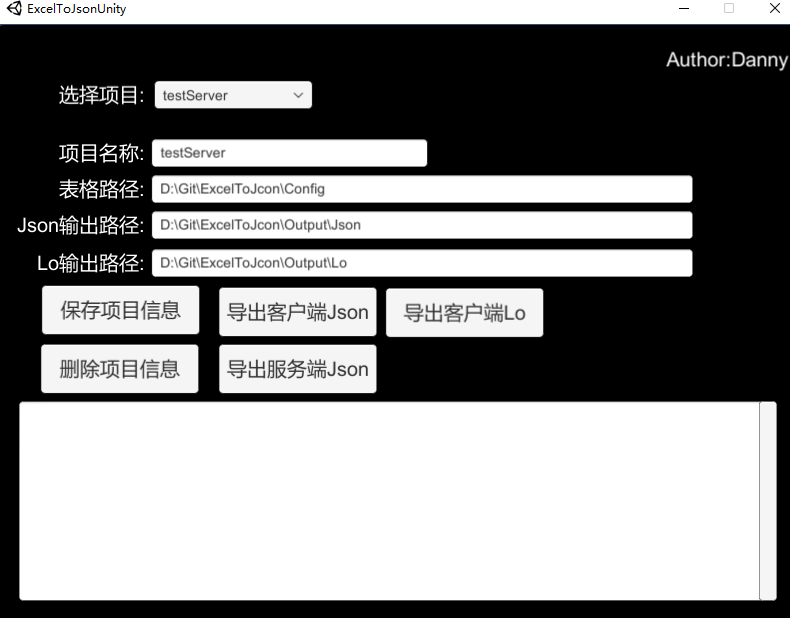 ExcelToJsonUnity
Author:Danny
选择项目: testServer
项目名称: testServer
表格路径: D:\Git\ExcelToJcon\Config
Json输出路径: D:\Git\ExcelToJcon\Output\Json
Lo输出路径: D:\Git\ExcelToJcon\Output\Lo
保存项目信息 导出客户端Json 导出客户端Lo
删除项目信息 导出服务端Json